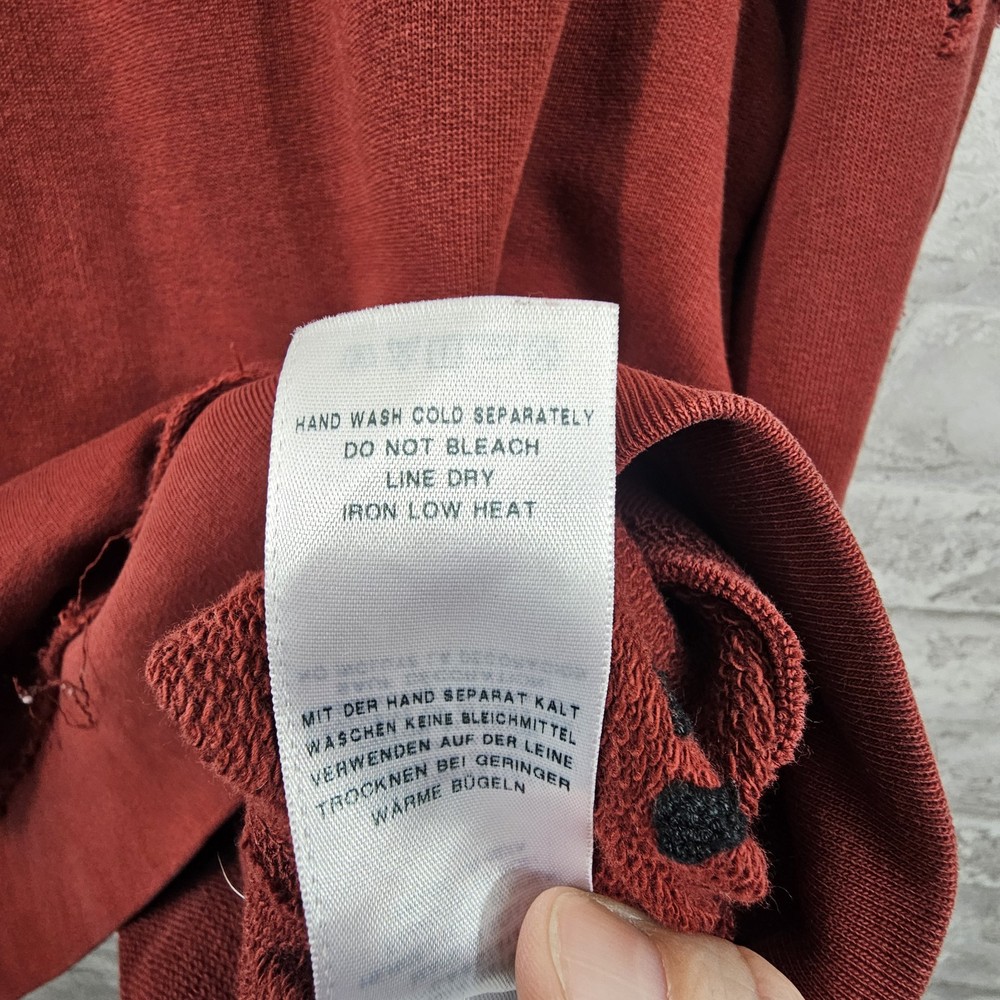 HAND WASH COLD SEPARATELY
DO NOT BLEACH
LINE DRY
IRON LOW HEAT
MIT DER HAND SEPARAT KALT
WASCHEN KEINE BLEICHMITTEL
VERWENDEN AUF DER LEINE
TROCKNEN BEI GERINGER
WÄRME BÜGELN